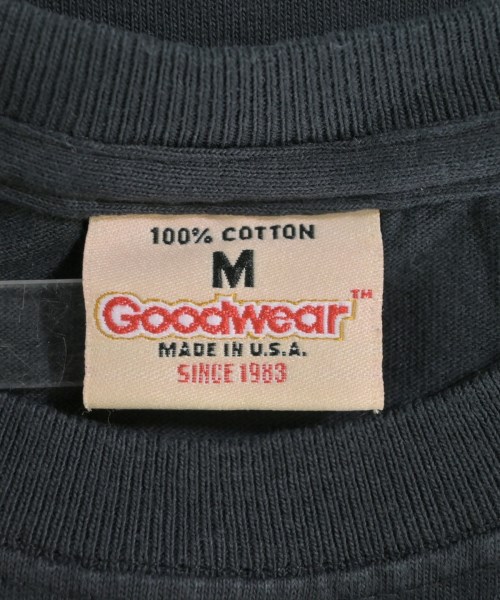 100% COTTON
M
Goodwear™
MADE IN U.S.A.
SINCE 1983